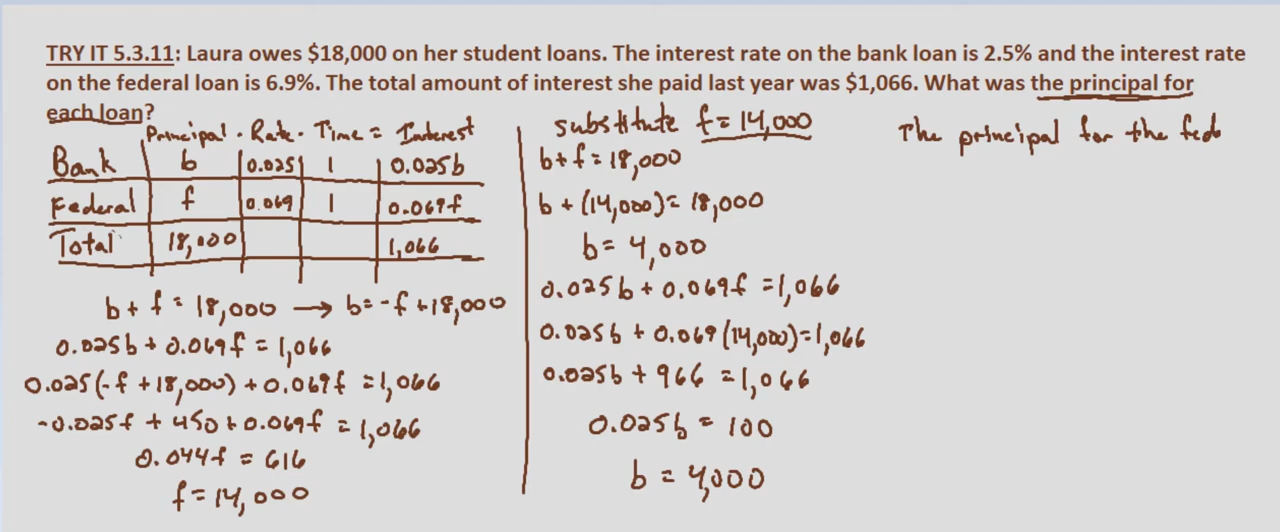 TRY IT 5.3.11: Laura owes $18,000 on her student loans. The interest rate on the bank loan is 2.5% and the interest rate
on the federal loan is 6.9%. The total amount of interest she paid last year was $1,066. What was the principal for
each loan?
Principal · Rate · Time = Interest
Bank b 0.025 1 0.025b
Federal f 0.069 1 0.069f
Total 18,000 1,066
b + f = 18,000 → b = -f + 18,000
0.025b + 0.069f = 1,066
0.025(-f + 18,000) + 0.069f = 1,066
-0.025f + 450 + 0.069f = 1,066
0.044f = 616
f = 14,000
substitute f = 14,000
b + f = 18,000
b + (14,000) = 18,000
b = 4,000
0.025b + 0.069f = 1,066
0.025b + 0.069(14,000) = 1,066
0.025b + 966 = 1,066
0.025b = 100
b = 4,000
The principal for the fed